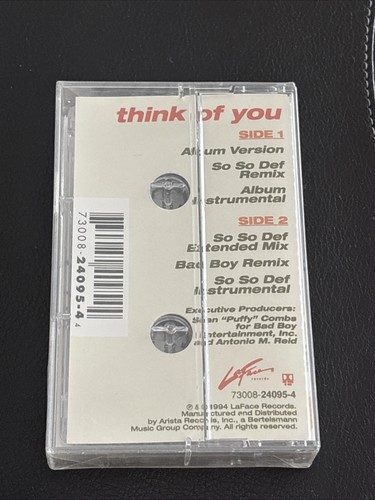 think of you
SIDE 1
Album Version
So So Def
Remix
Album
Instrumental
SIDE 2
So So Def
Extended Mix
Bad Boy Remix
So So Def
Instrumental
Executive Producers:
Sean "Puffy" Combs
for Bad Boy
Entertainment, Inc.
and Antonio M. Reid
LaFace
records
73008-24095-4
℗ & © 1994 LaFace Records.
Manufactured and Distributed
by Arista Records, Inc., a Bertelsmann
Music Group Company. All rights reserved.
73008-24095-4
4